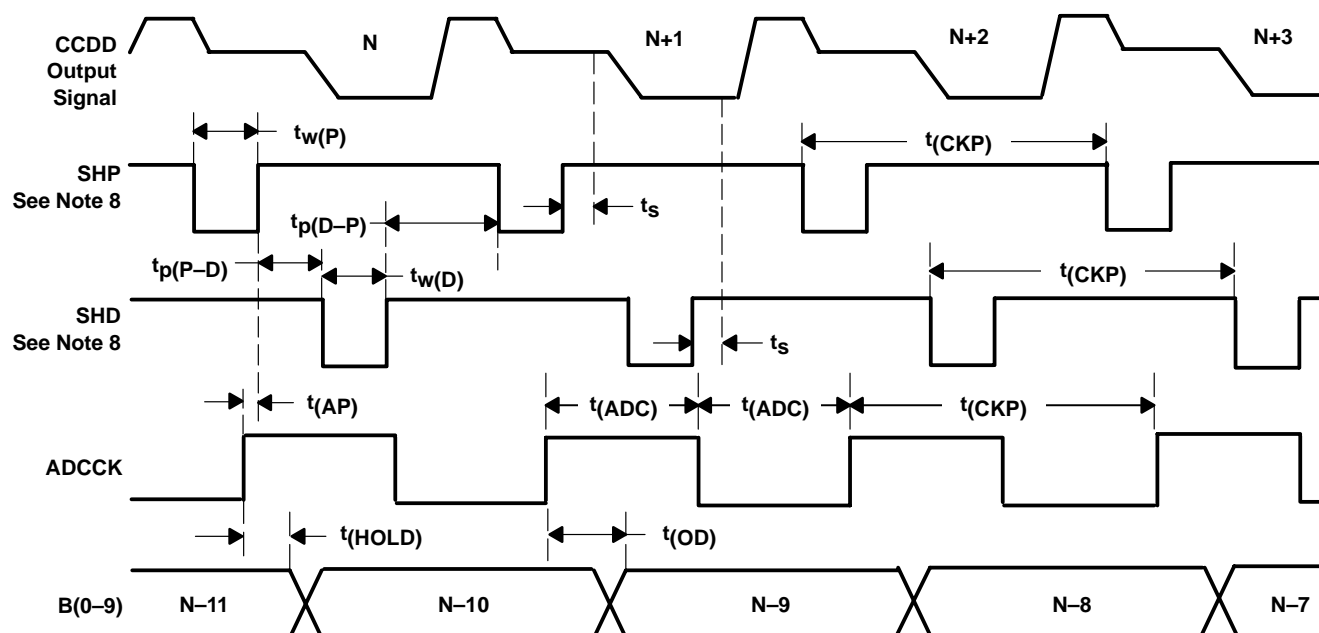 CCDD
Output
Signal
N
N+1
N+2
N+3
tw(P)
t(CKP)
SHP
See Note 8
ts
tp(D–P)
tp(P–D)
tw(D)
t(CKP)
SHD
See Note 8
ts
t(AP)
t(ADC)
t(ADC)
t(CKP)
ADCCK
t(HOLD)
t(OD)
B(0–9)
N–11
N–10
N–9
N–8
N–7